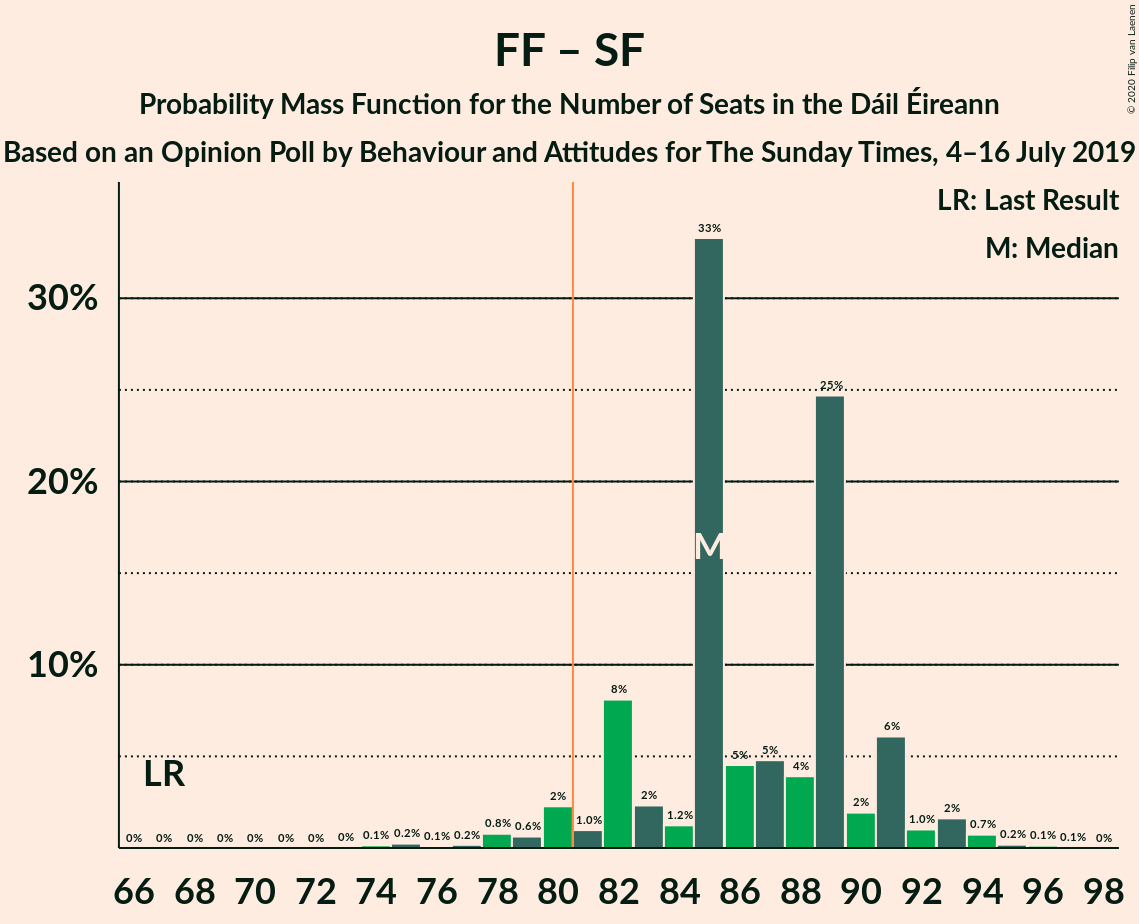 © 2020 Filip van Laenen
FF – SF
Probability Mass Function for the Number of Seats in the Dáil Éireann
Based on an Opinion Poll by Behaviour and Attitudes for The Sunday Times, 4–16 July 2019
LR: Last Result
M: Median
33%
30%
25%
20%
M
10%
8%
6%
5% 5% 4%
LR
2% 2% 2% 2%
0% 0% 0% 0% 0% 0% 0% 0% 0.1% 0.2% 0.1% 0.2% 0.8% 0.6% 1.0% 1.2% 1.0% 0.7% 0.2% 0.1% 0.1% 0%
66 68 70 72 74 76 78 80 82 84 86 88 90 92 94 96 98